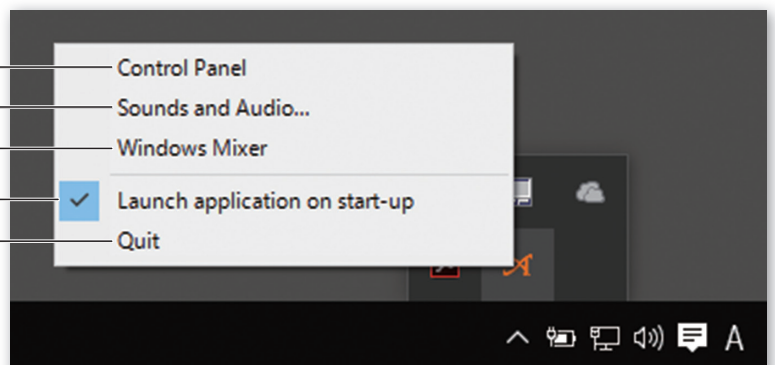 Control Panel
Sounds and Audio...
Windows Mixer
Launch application on start-up
Quit
A